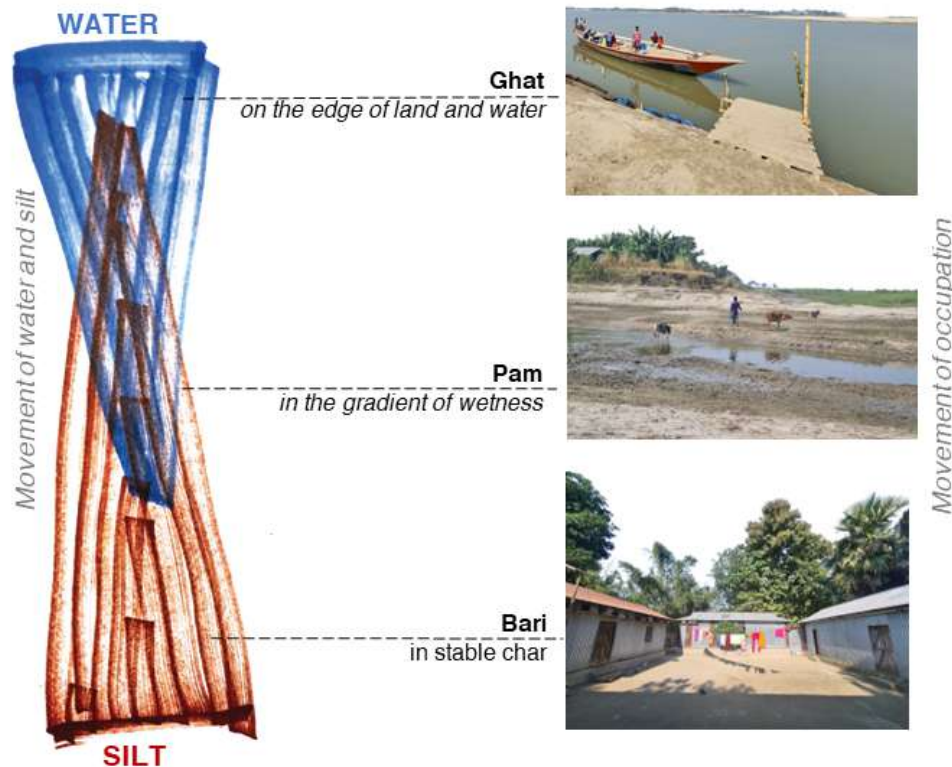 WATER
Ghat
on the edge of land and water
Movement of water and silt
Movement of occupation
Pam
in the gradient of wetness
Bari
in stable char
SILT